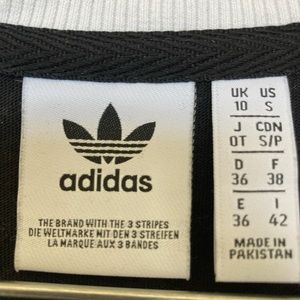 adidas
THE BRAND WITH THE 3 STRIPES
DIE WELTMARKE MIT DEN 3 STREIFEN
LA MARQUE AUX 3 BANDES
UK US
10 S
J CDN
OT S/P
D F
36 38
E I
36 42
MADE IN
PAKISTAN